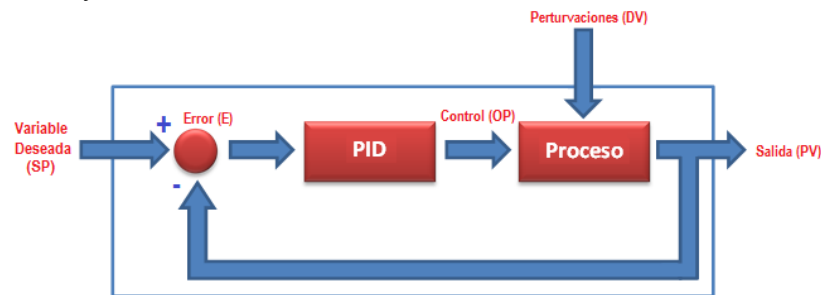 Perturvaciones (DV)
Variable
Deseada
(SP)
+
-
Error (E)
PID
Control (OP)
Proceso
Salida (PV)